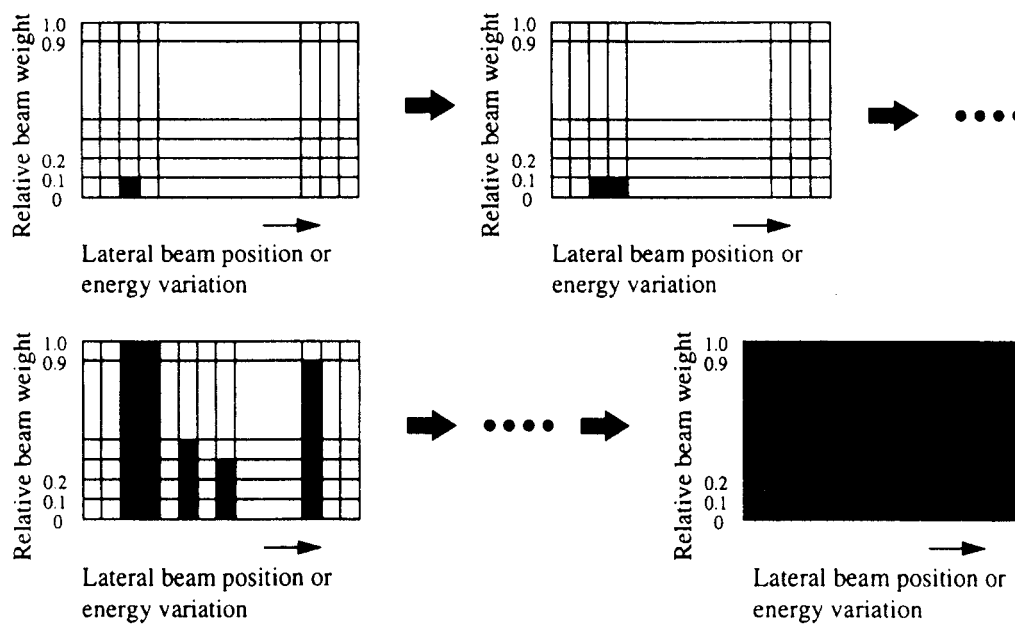 Relative beam weight
1.0
0.9
0.2
0.1
0
Lateral beam position or
energy variation
Relative beam weight
1.0
0.9
0.2
0.1
0
Lateral beam position or
energy variation
Relative beam weight
1.0
0.9
0.2
0.1
0
Lateral beam position or
energy variation
Relative beam weight
1.0
0.9
0.2
0.1
0
Lateral beam position or
energy variation